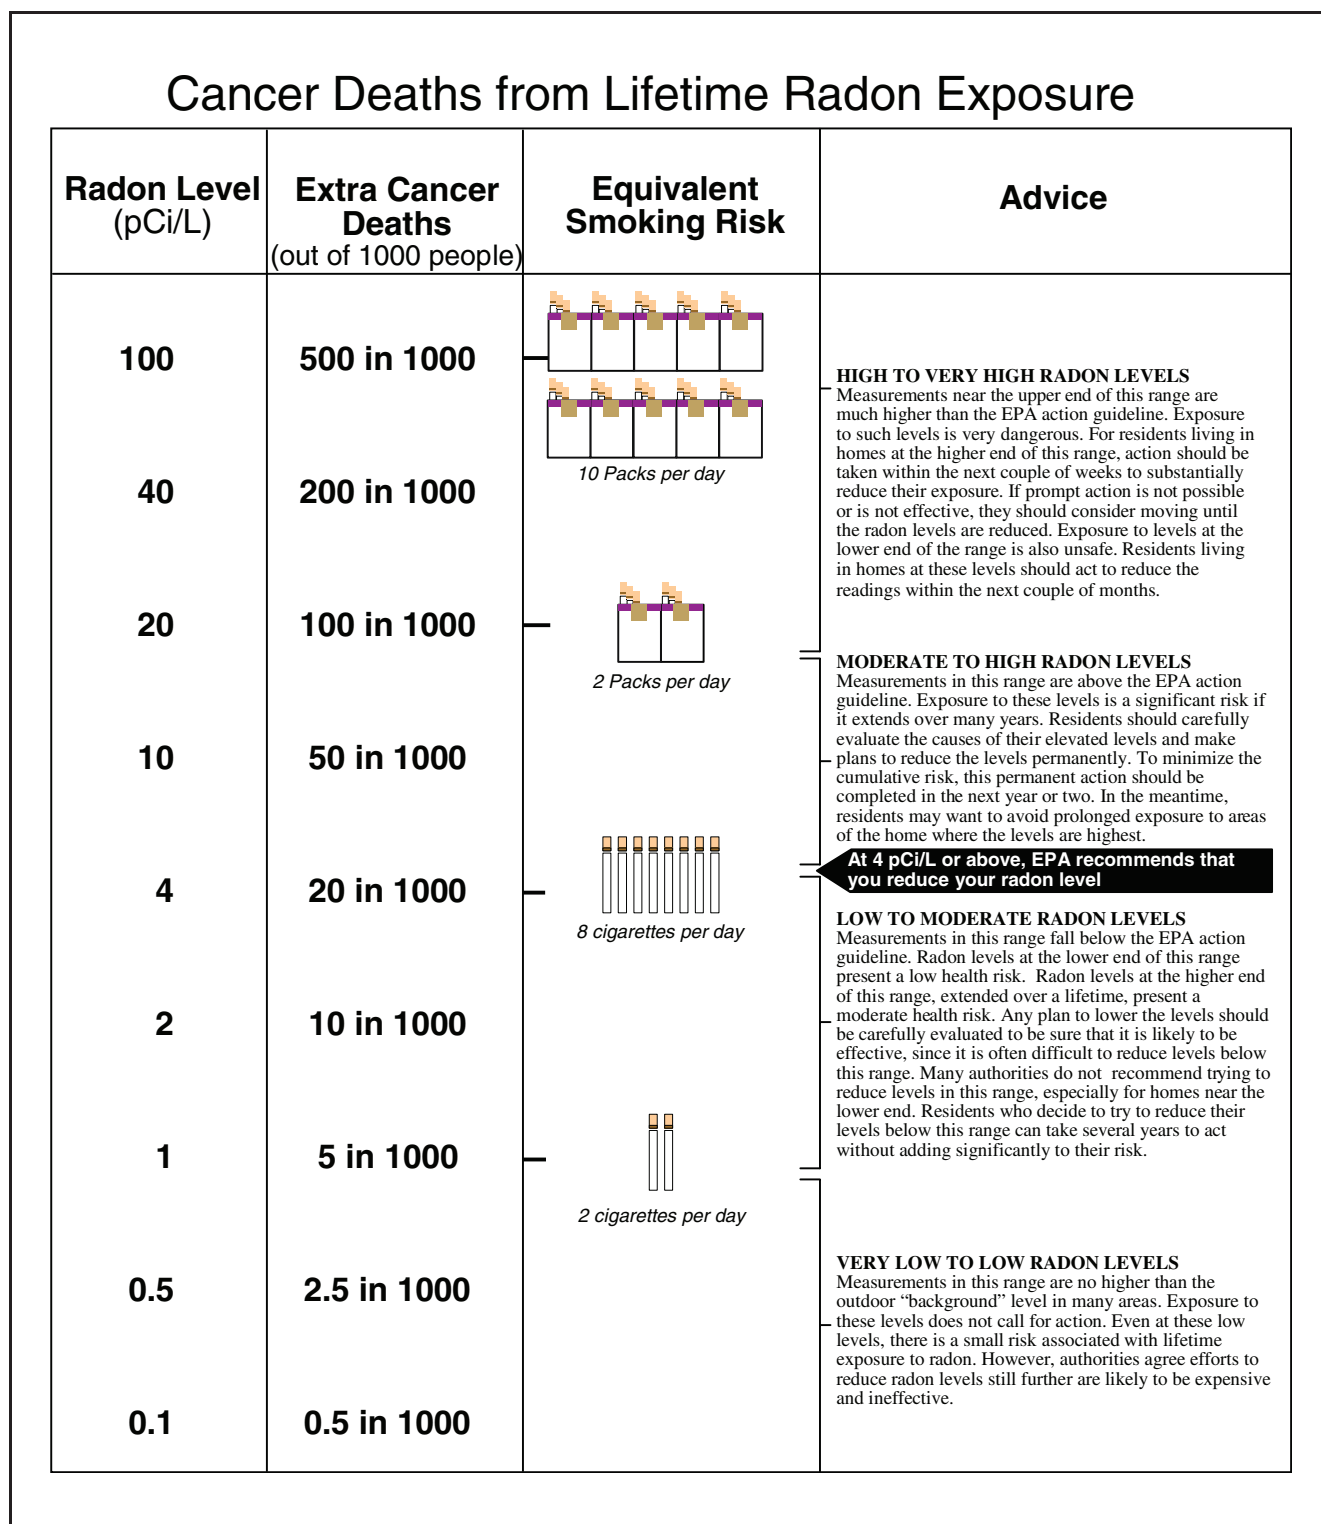 Cancer Deaths from Lifetime Radon Exposure
Radon Level
(pCi/L)
Extra Cancer
Deaths
(out of 1000 people)
Equivalent
Smoking Risk
Advice
100
500 in 1000
10 Packs per day
40
200 in 1000
20
100 in 1000
2 Packs per day
10
50 in 1000
4
20 in 1000
8 cigarettes per day
2
10 in 1000
1
5 in 1000
2 cigarettes per day
0.5
2.5 in 1000
0.1
0.5 in 1000
HIGH TO VERY HIGH RADON LEVELS
Measurements near the upper end of this range are
much higher than the EPA action guideline. Exposure
to such levels is very dangerous. For residents living in
homes at the higher end of this range, action should be
taken within the next couple of weeks to substantially
reduce their exposure. If prompt action is not possible
or is not effective, they should consider moving until
the radon levels are reduced. Exposure to levels at the
lower end of the range is also unsafe. Residents living
in homes at these levels should act to reduce the
readings within the next couple of months.
MODERATE TO HIGH RADON LEVELS
Measurements in this range are above the EPA action
guideline. Exposure to these levels is a significant risk if
it extends over many years. Residents should carefully
evaluate the causes of their elevated levels and make
plans to reduce the levels permanently. To minimize the
cumulative risk, this permanent action should be
completed in the next year or two. In the meantime,
residents may want to avoid prolonged exposure to areas
of the home where the levels are highest.
At 4 pCi/L or above, EPA recommends that
you reduce your radon level
LOW TO MODERATE RADON LEVELS
Measurements in this range fall below the EPA action
guideline. Radon levels at the lower end of this range
present a low health risk. Radon levels at the higher end
of this range, extended over a lifetime, present a
moderate health risk. Any plan to lower the levels should
be carefully evaluated to be sure that it is likely to be
effective, since it is often difficult to reduce levels below
this range. Many authorities do not recommend trying to
reduce levels in this range, especially for homes near the
lower end. Residents who decide to try to reduce their
levels below this range can take several years to act
without adding significantly to their risk.
VERY LOW TO LOW RADON LEVELS
Measurements in this range are no higher than the
outdoor “background” level in many areas. Exposure to
these levels does not call for action. Even at these low
levels, there is a small risk associated with lifetime
exposure to radon. However, authorities agree efforts to
reduce radon levels still further are likely to be expensive
and ineffective.